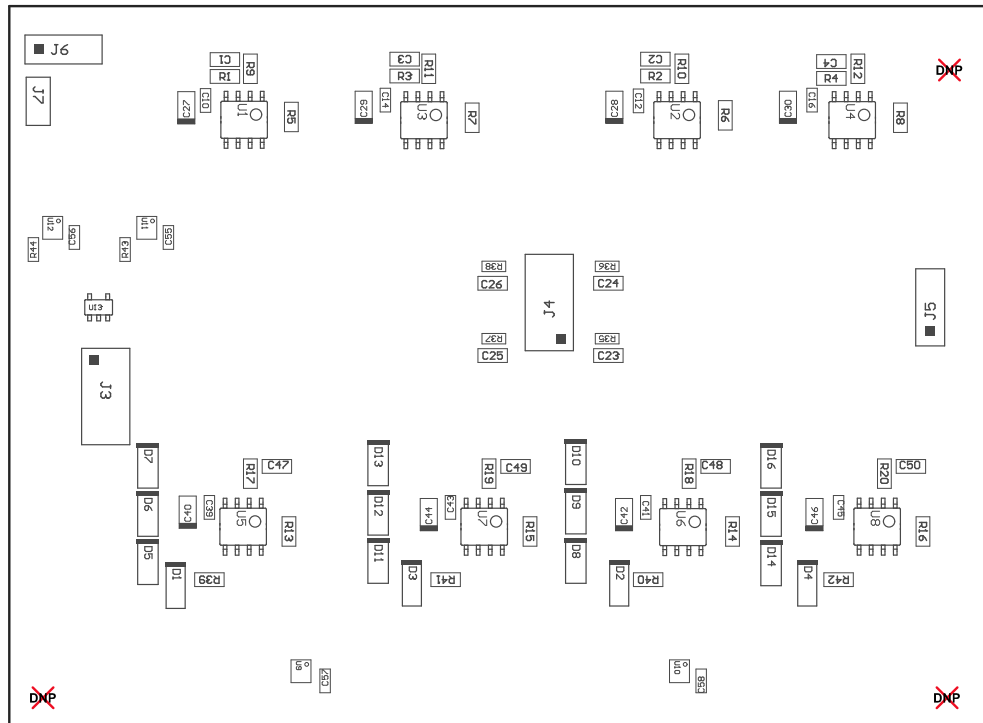 J6
J7
C1
R1
R9
C27
C10
U1
R5
C3
R3
R11
C29
C14
U3
R7
C2
R2
R10
C28
C12
U2
R6
C4
R4
R12
C30
C16
U4
R8
DNP
U12
R44
C56
U11
R43
C55
U13
R38
C26
R36
C24
J4
R37
C25
R35
C23
J5
J3
D7
D6
D5
D1
R39
C40
C39
U5
R17
C47
R13
D13
D12
D11
D3
R41
C44
C43
U7
R19
C49
R15
D10
D9
D8
D2
R40
C42
C41
U6
R18
C48
R14
D16
D15
D14
D4
R42
C46
C45
U8
R20
C50
R16
U9
C57
U10
C58
DNP
DNP